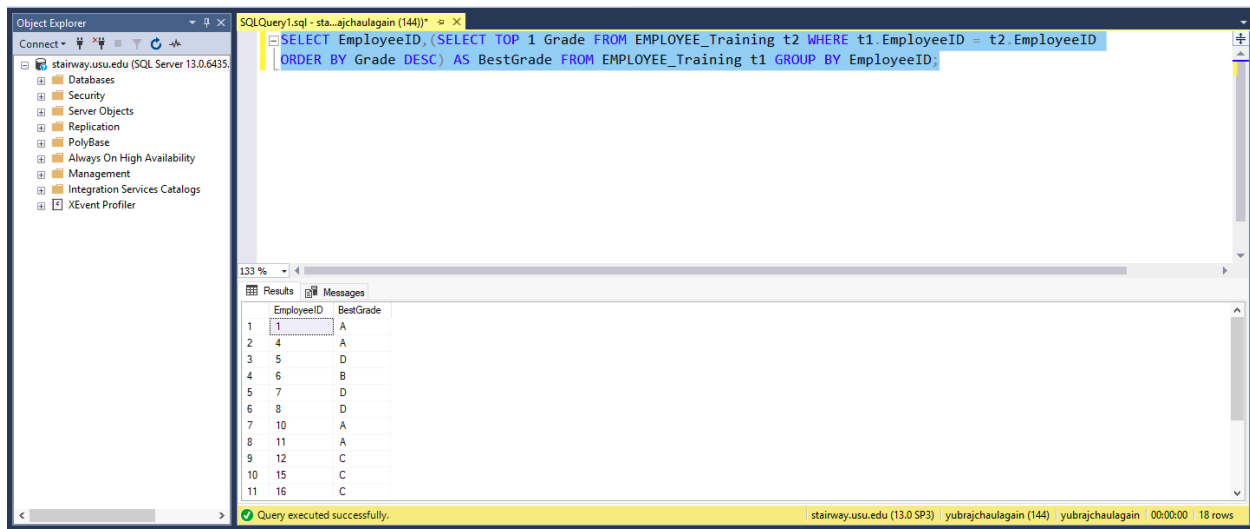 Object Explorer
Connect
stairway.usu.edu (SQL Server 13.0.6435.
Databases
Security
Server Objects
Replication
PolyBase
Always On High Availability
Management
Integration Services Catalogs
XEvent Profiler
SQLQuery1.sql - sta...ajchaulagain (144))*
SELECT EmployeeID,(SELECT TOP 1 Grade FROM EMPLOYEE_Training t2 WHERE t1.EmployeeID = t2.EmployeeID
ORDER BY Grade DESC) AS BestGrade FROM EMPLOYEE_Training t1 GROUP BY EmployeeID;
133 %
Results Messages
EmployeeID BestGrade
1 1 A
2 4 A
3 5 D
4 6 B
5 7 D
6 8 D
7 10 A
8 11 A
9 12 C
10 15 C
11 16 C
Query executed successfully. stairway.usu.edu (13.0 SP3) yubrajchaulagain (144) yubrajchaulagain 00:00:00 18 rows